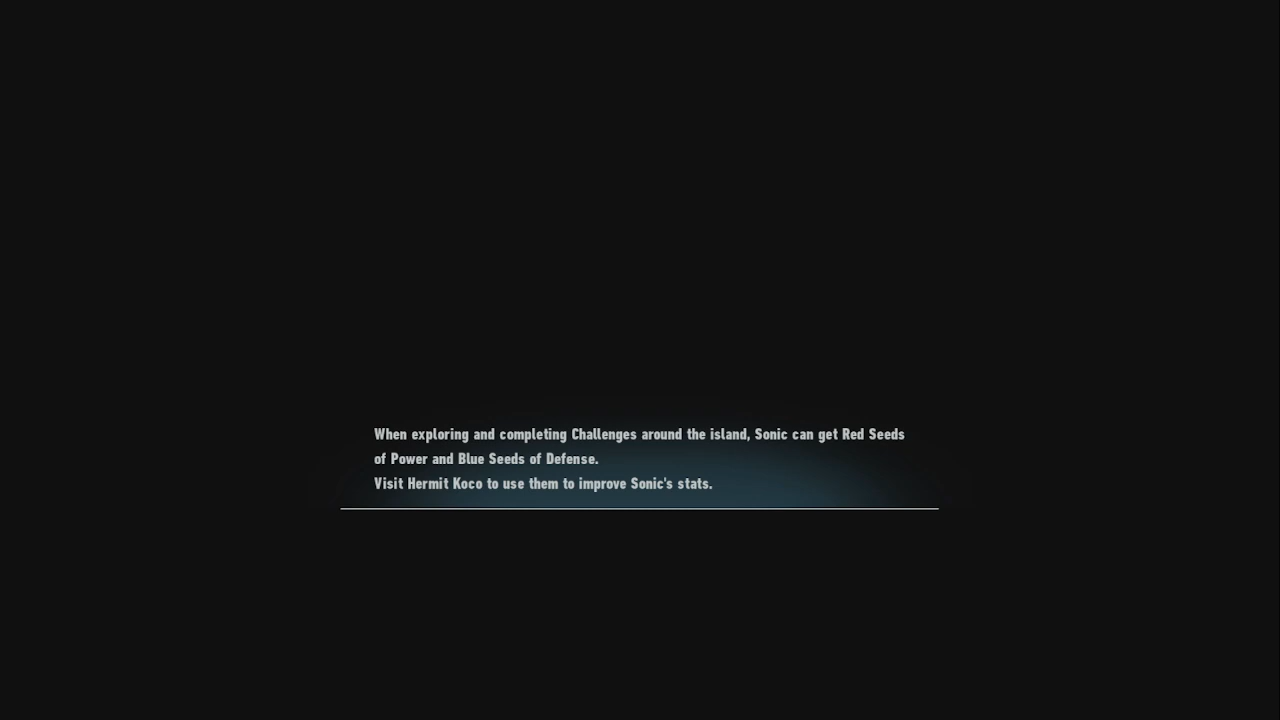 When exploring and completing Challenges around the island, Sonic can get Red Seeds
of Power and Blue Seeds of Defense.
Visit Hermit Koco to use them to improve Sonic's stats.